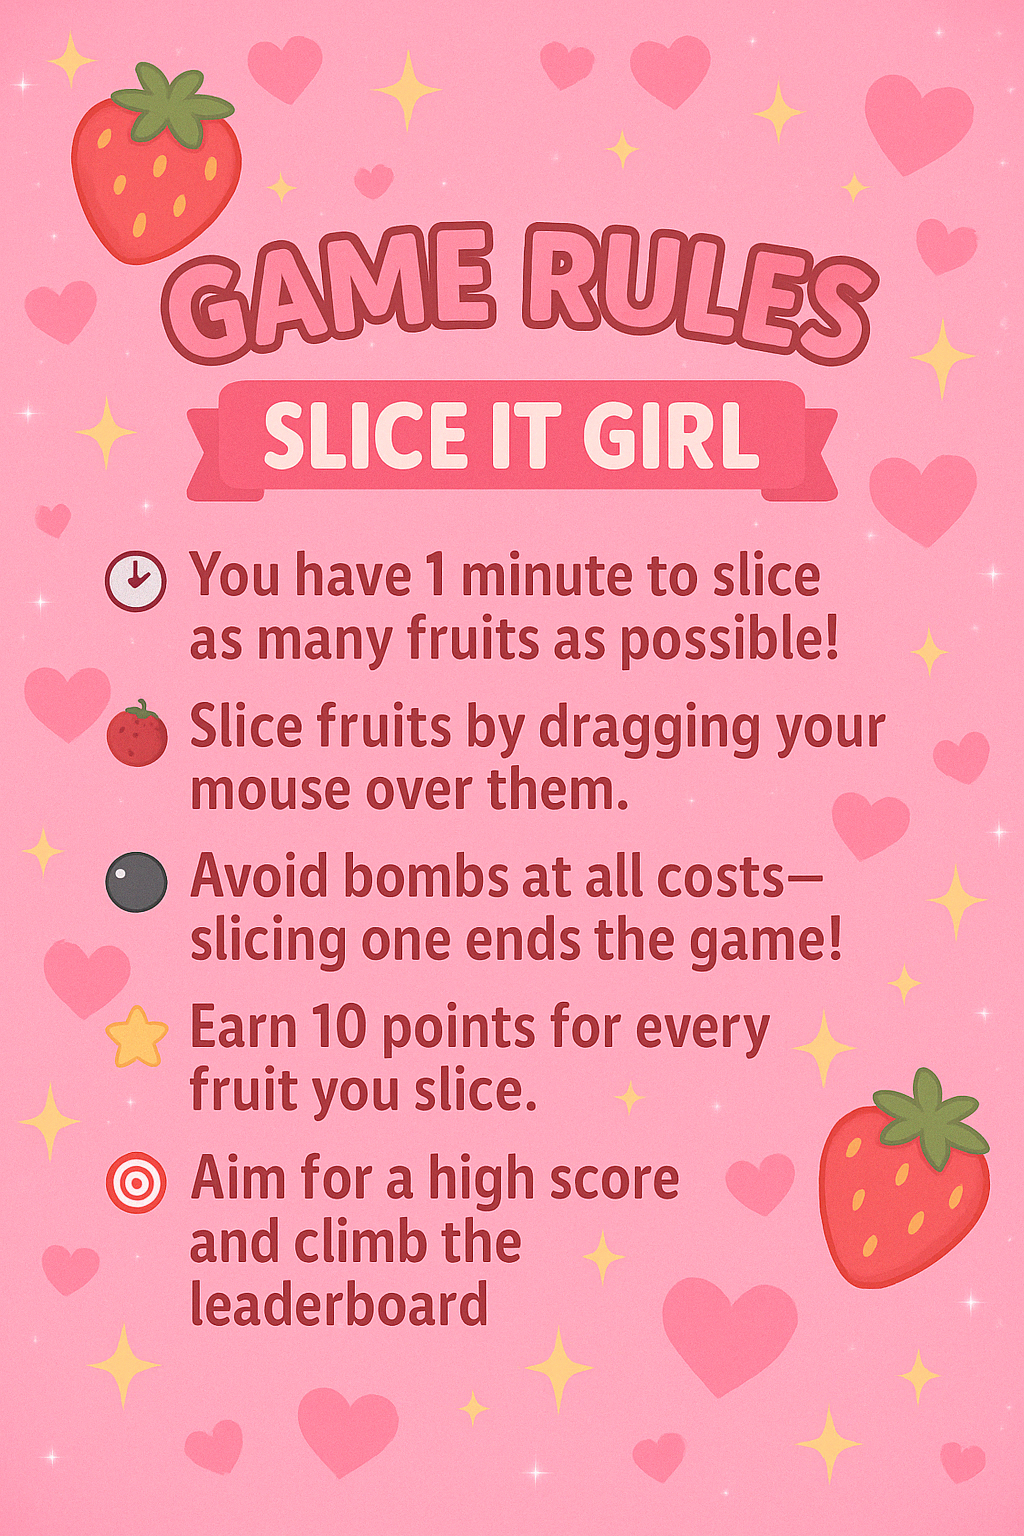 GAME RULES
SLICE IT GIRL
You have 1 minute to slice
as many fruits as possible!
Slice fruits by dragging your
mouse over them.
Avoid bombs at all costs—
slicing one ends the game!
Earn 10 points for every
fruit you slice.
Aim for a high score
and climb the
leaderboard